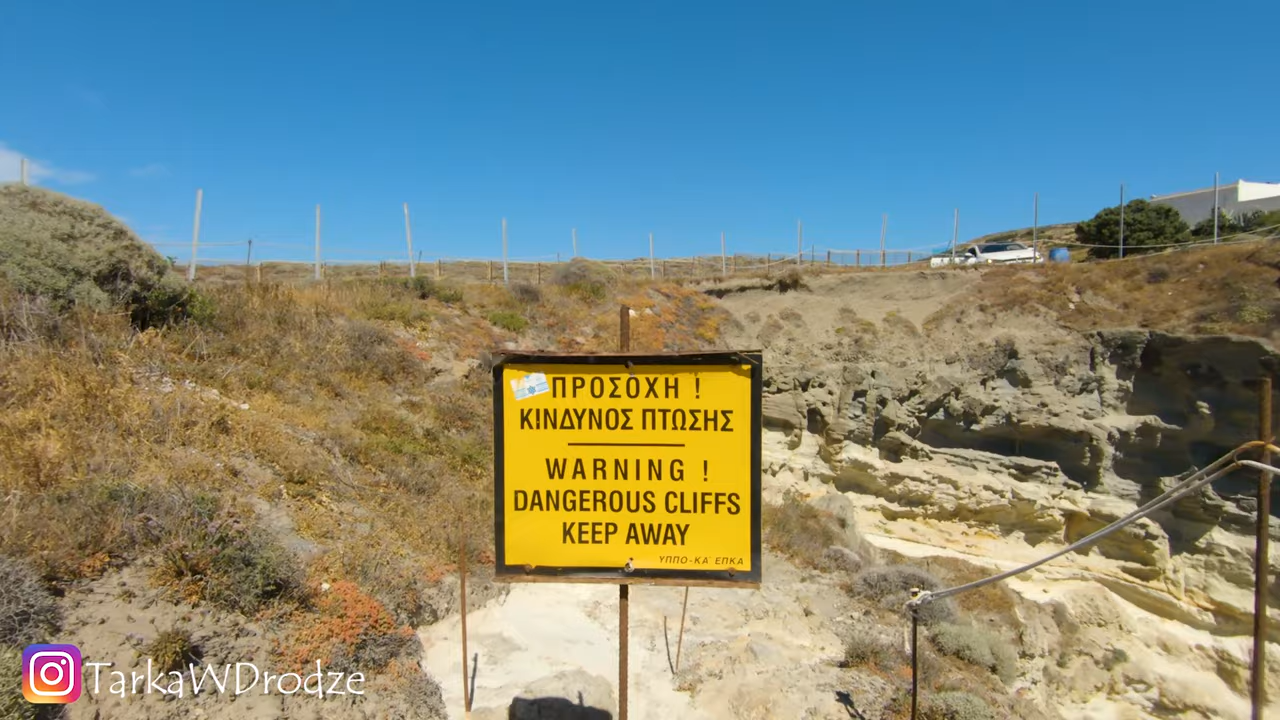 ΠΡΟΣΟΧΗ !
ΚΙΝΔΥΝΟΣ ΠΤΩΣΗΣ
WARNING !
DANGEROUS CLIFFS
KEEP AWAY
ΥΠΠΟ-ΚΑ΄ ΕΠΚΑ
TarkaWDrodze